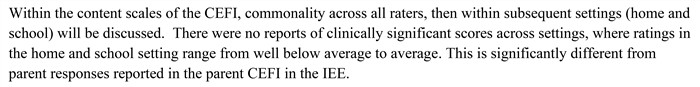 Within the content scales of the CEFI, commonality across all raters, then within subsequent settings (home and
school) will be discussed.  There were no reports of clinically significant scores across settings, where ratings in
the home and school setting range from well below average to average. This is significantly different from
parent responses reported in the parent CEFI in the IEE.